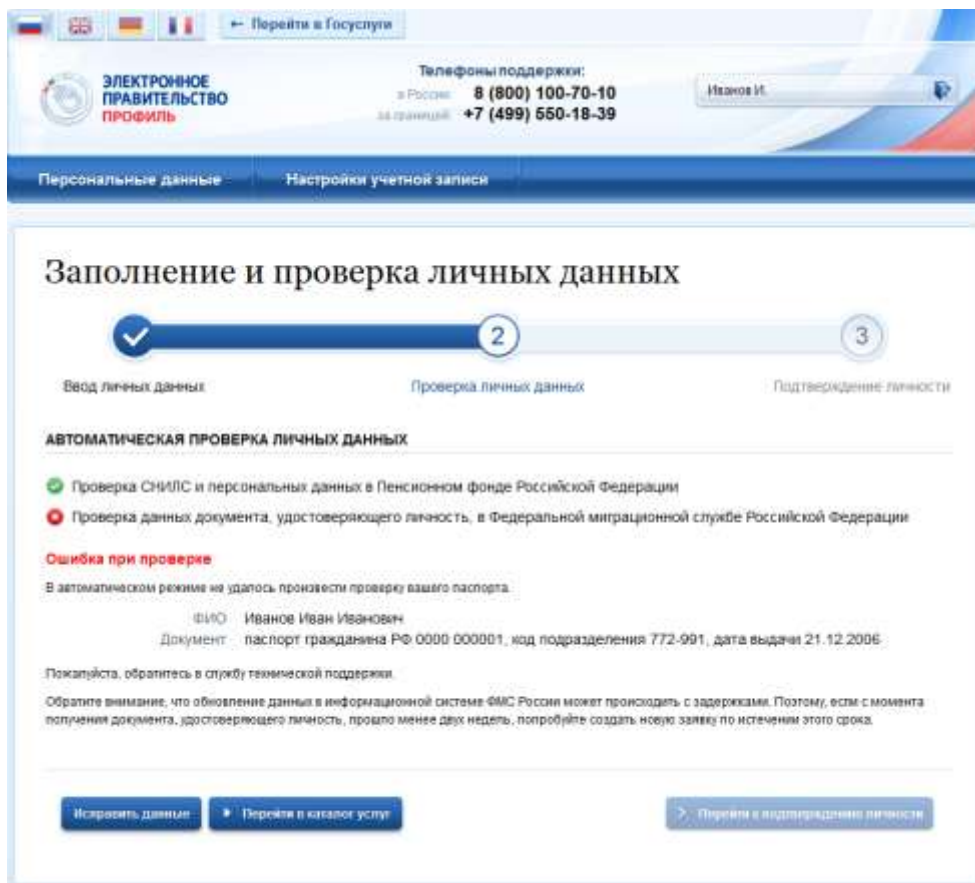 ← Перейти в Госуслуги
ЭЛЕКТРОННОЕ
ПРАВИТЕЛЬСТВО
ПРОФИЛЬ
Телефоны поддержки:
в России 8 (800) 100-70-10
за границей +7 (499) 550-18-39
Иванов И.
Персональные данные Настройки учетной записи
Заполнение и проверка личных данных
2 3
Ввод личных данных Проверка личных данных Подтверждение личности
АВТОМАТИЧЕСКАЯ ПРОВЕРКА ЛИЧНЫХ ДАННЫХ
Проверка СНИЛС и персональных данных в Пенсионном фонде Российской Федерации
Проверка данных документа, удостоверяющего личность, в Федеральной миграционной службе Российской Федерации
Ошибка при проверке
В автоматическом режиме не удалось произвести проверку вашего паспорта.
ФИО Иванов Иван Иванович
Документ паспорт гражданина РФ 0000 000001, код подразделения 772-991, дата выдачи 21.12.2006
Пожалуйста, обратитесь в службу технической поддержки.
Обратите внимание, что обновление данных в информационной системе ФМС России может происходить с задержками. Поэтому, если с момента
получения документа, удостоверяющего личность, прошло менее двух недель, попробуйте создать новую заявку по истечении этого срока.
Исправить данные Перейти в каталог услуг Перейти к подтверждению личности